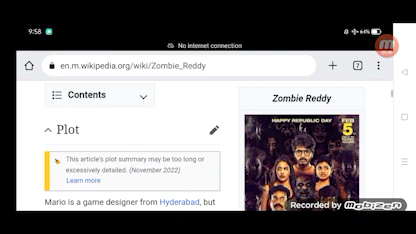 9:58
64%
No internet connection
en.m.wikipedia.org/wiki/Zombie_Reddy
7
Contents
Zombie Reddy
Plot
HAPPY REPUBLIC DAY
FEB
5
This article's plot summary may be too long or
excessively detailed. (November 2022)
Learn more
Mario is a game designer from Hyderabad, but
Recorded by mobizen